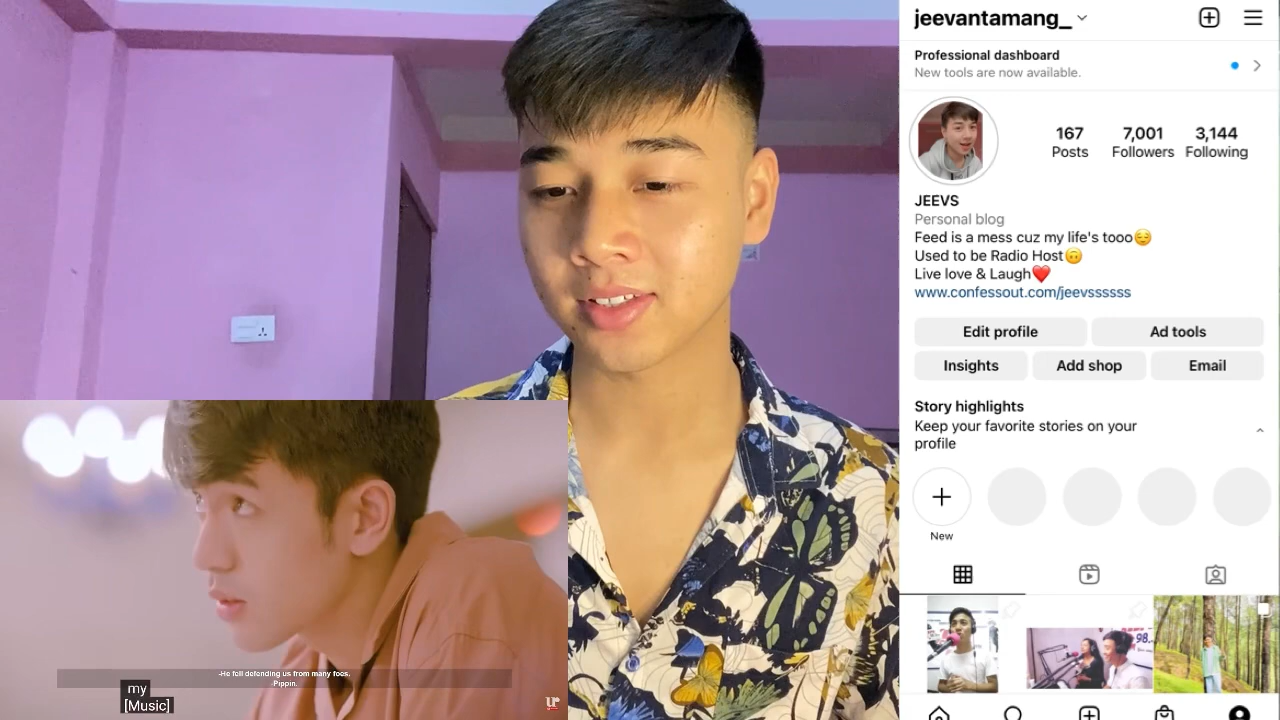 jeevantamang_
Professional dashboard
New tools are now available.
167
Posts
7,001
Followers
3,144
Following
JEEVS
Personal blog
Feed is a mess cuz my life's tooo😌
Used to be Radio Host🙃
Live love & Laugh❤️
www.confessout.com/jeevssssss
Edit profile
Ad tools
Insights
Add shop
Email
Story highlights
Keep your favorite stories on your
profile
New
98.
-He fell defending us from many foes,
Pippin.
my
[Music]